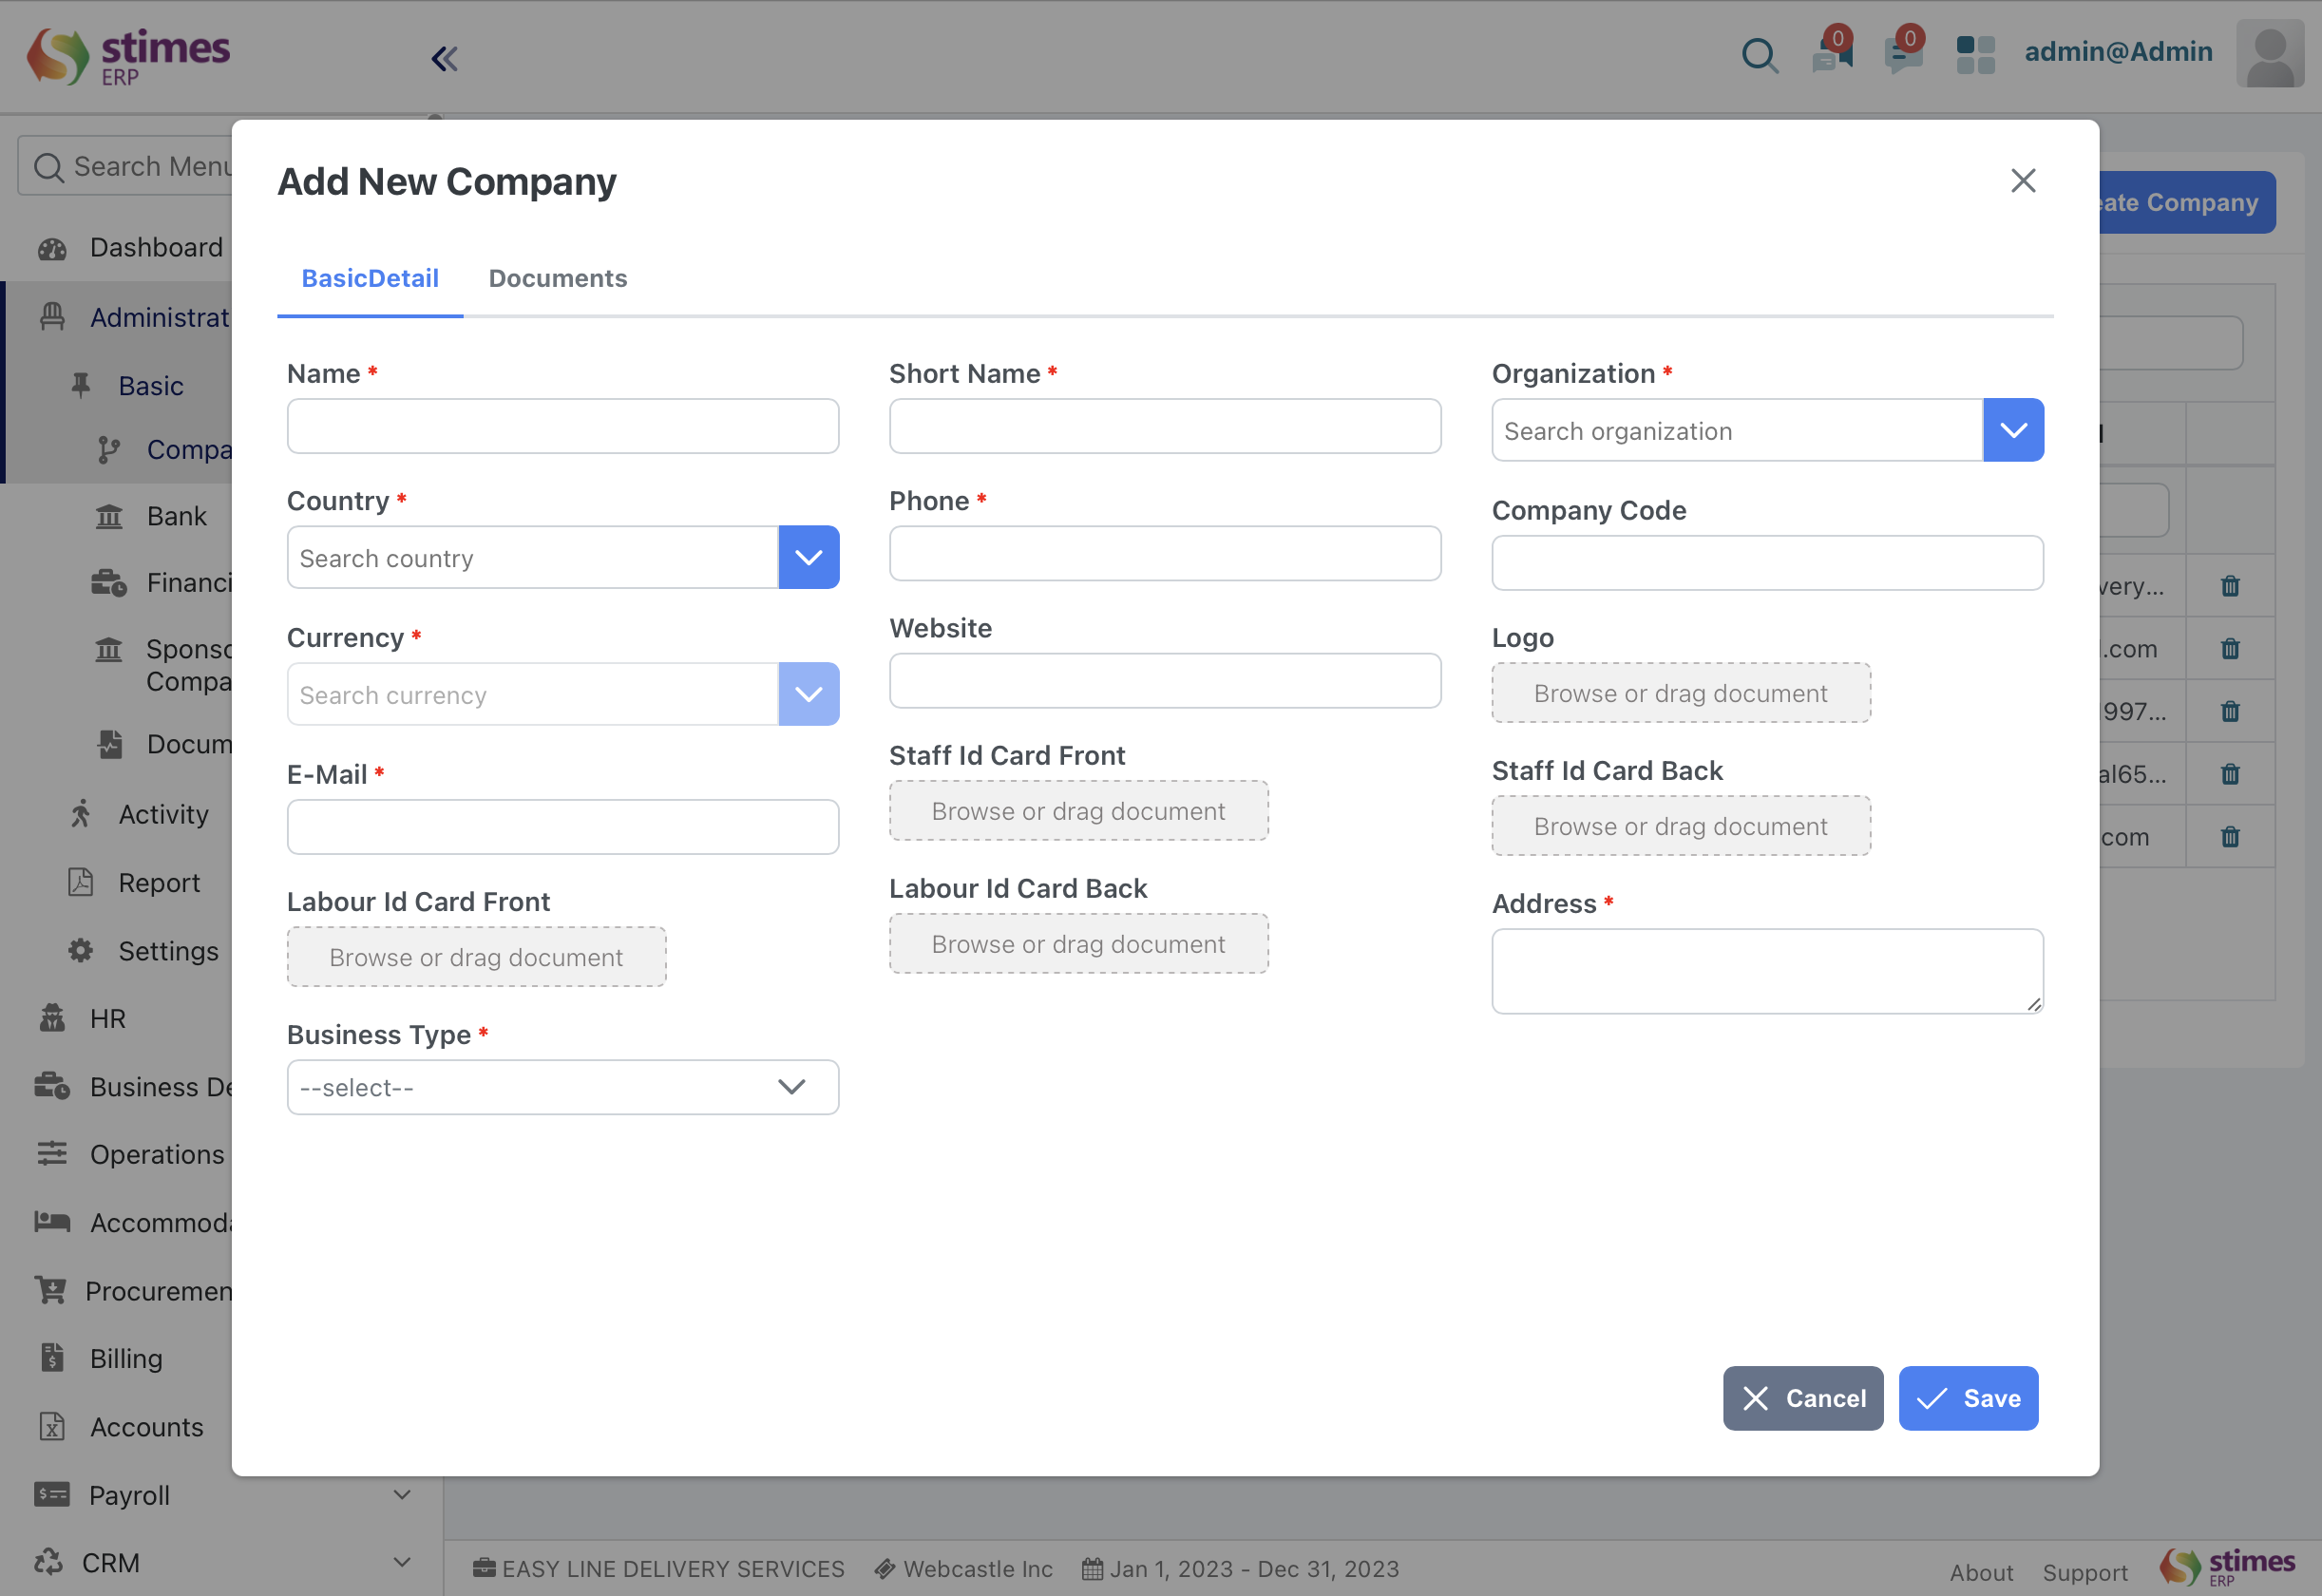 stimes
ERP
0
0
admin@Admin
Search Menu
Dashboard
Administrat
Basic
Compa
Bank
Financi
Sponso
Compa
Docum
Activity
Report
Settings
HR
Business De
Operations
Accommoda
Procuremen
Billing
Accounts
Payroll
CRM
Add New Company
eate Company
BasicDetail Documents
Name *
Short Name *
Organization *
Search organization
Country *
Search country
Phone *
Company Code
Currency *
Search currency
Website
Logo
Browse or drag document
E-Mail *
Staff Id Card Front
Browse or drag document
Staff Id Card Back
Browse or drag document
Labour Id Card Front
Browse or drag document
Labour Id Card Back
Browse or drag document
Address *
Business Type *
--select--
Cancel
Save
very...
.com
997...
al65...
com
EASY LINE DELIVERY SERVICES Webcastle Inc Jan 1, 2023 - Dec 31, 2023
About Support
stimes
ERP